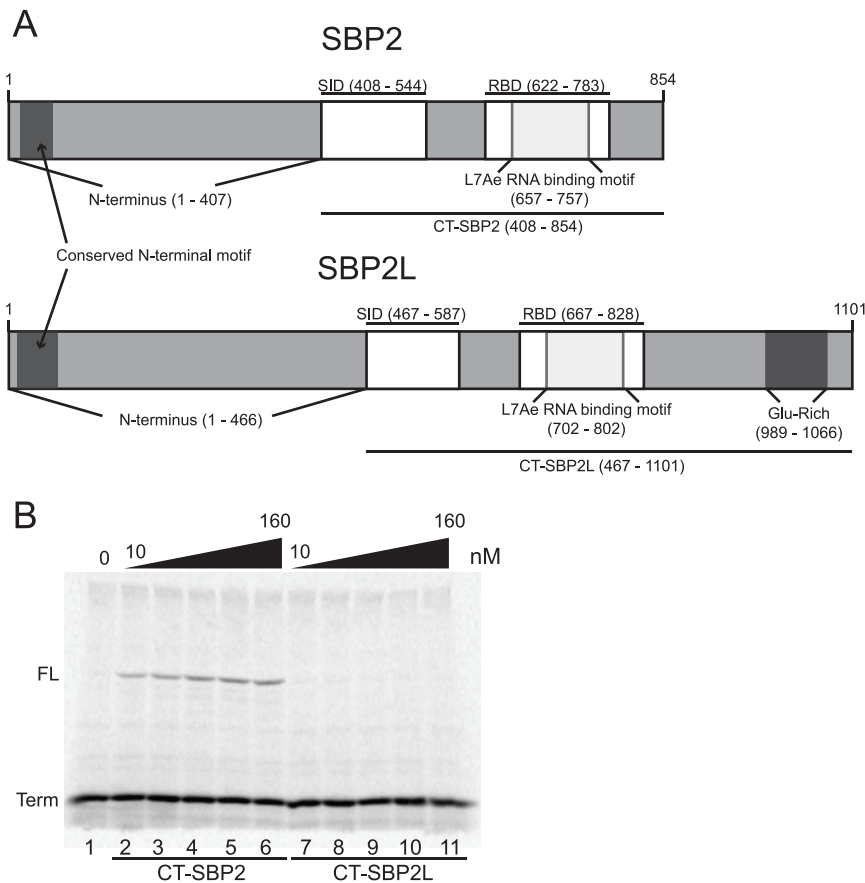 A
SBP2
1
854
SID (408 - 544)
RBD (622 - 783)
N-terminus (1 - 407)
L7Ae RNA binding motif
(657 - 757)
CT-SBP2 (408 – 854)
Conserved N-terminal motif
SBP2L
1
1101
SID (467 - 587)
RBD (667 - 828)
N-terminus (1 - 466)
L7Ae RNA binding motif
(702 - 802)
Glu-Rich
(989 - 1066)
CT-SBP2L (467 - 1101)
B
0 10 160 10 160 nM
FL
Term
1 2 3 4 5 6 7 8 9 10 11
CT-SBP2 CT-SBP2L